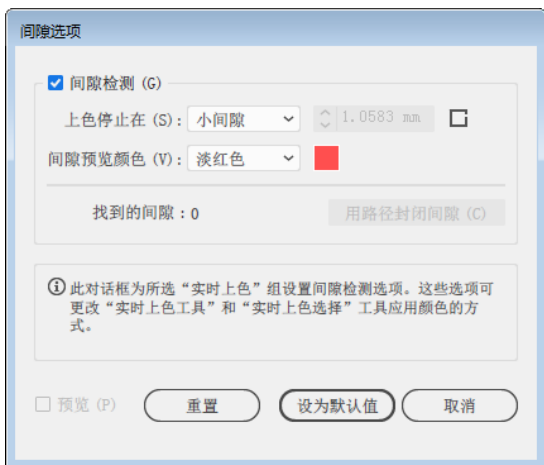 间隙选项
间隙检测 (G)
上色停止在 (S): 小间隙 1.0583 mm
间隙预览颜色 (V): 淡红色
找到的间隙 : 0 用路径封闭间隙 (C)
此对话框为所选“实时上色”组设置间隙检测选项。这些选项可
更改“实时上色工具”和“实时上色选择”工具应用颜色的方
式。
预览 (P) 重置 设为默认值 取消